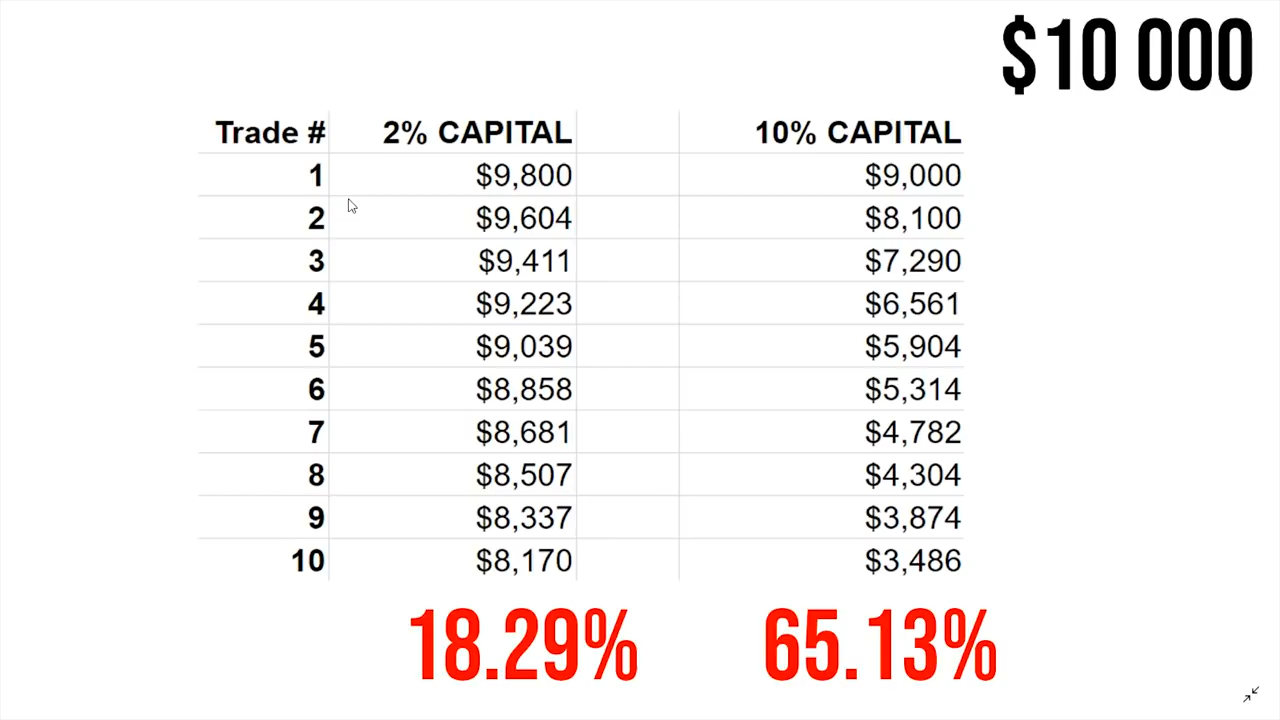 $10 000
Trade # 2% CAPITAL 10% CAPITAL
1 $9,800 $9,000
2 $9,604 $8,100
3 $9,411 $7,290
4 $9,223 $6,561
5 $9,039 $5,904
6 $8,858 $5,314
7 $8,681 $4,782
8 $8,507 $4,304
9 $8,337 $3,874
10 $8,170 $3,486
18.29% 65.13%